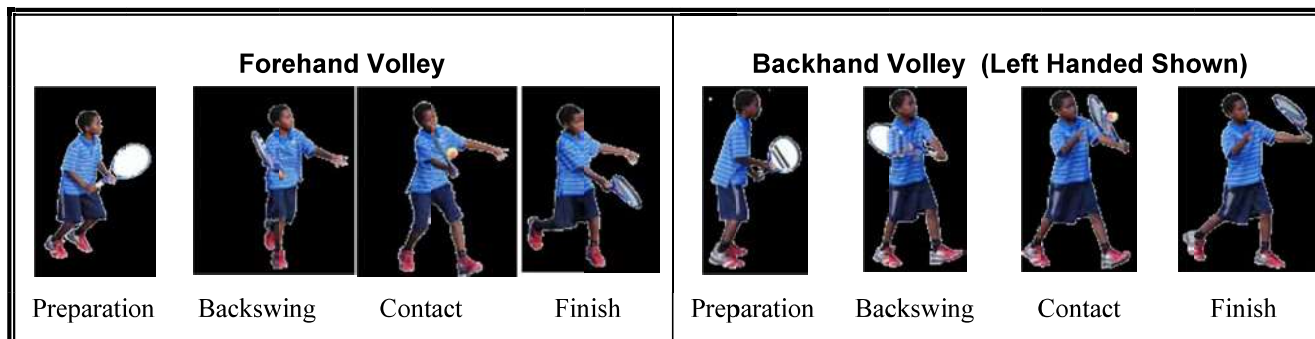 Forehand Volley
Preparation Backswing Contact Finish
Backhand Volley (Left Handed Shown)
Preparation Backswing Contact Finish